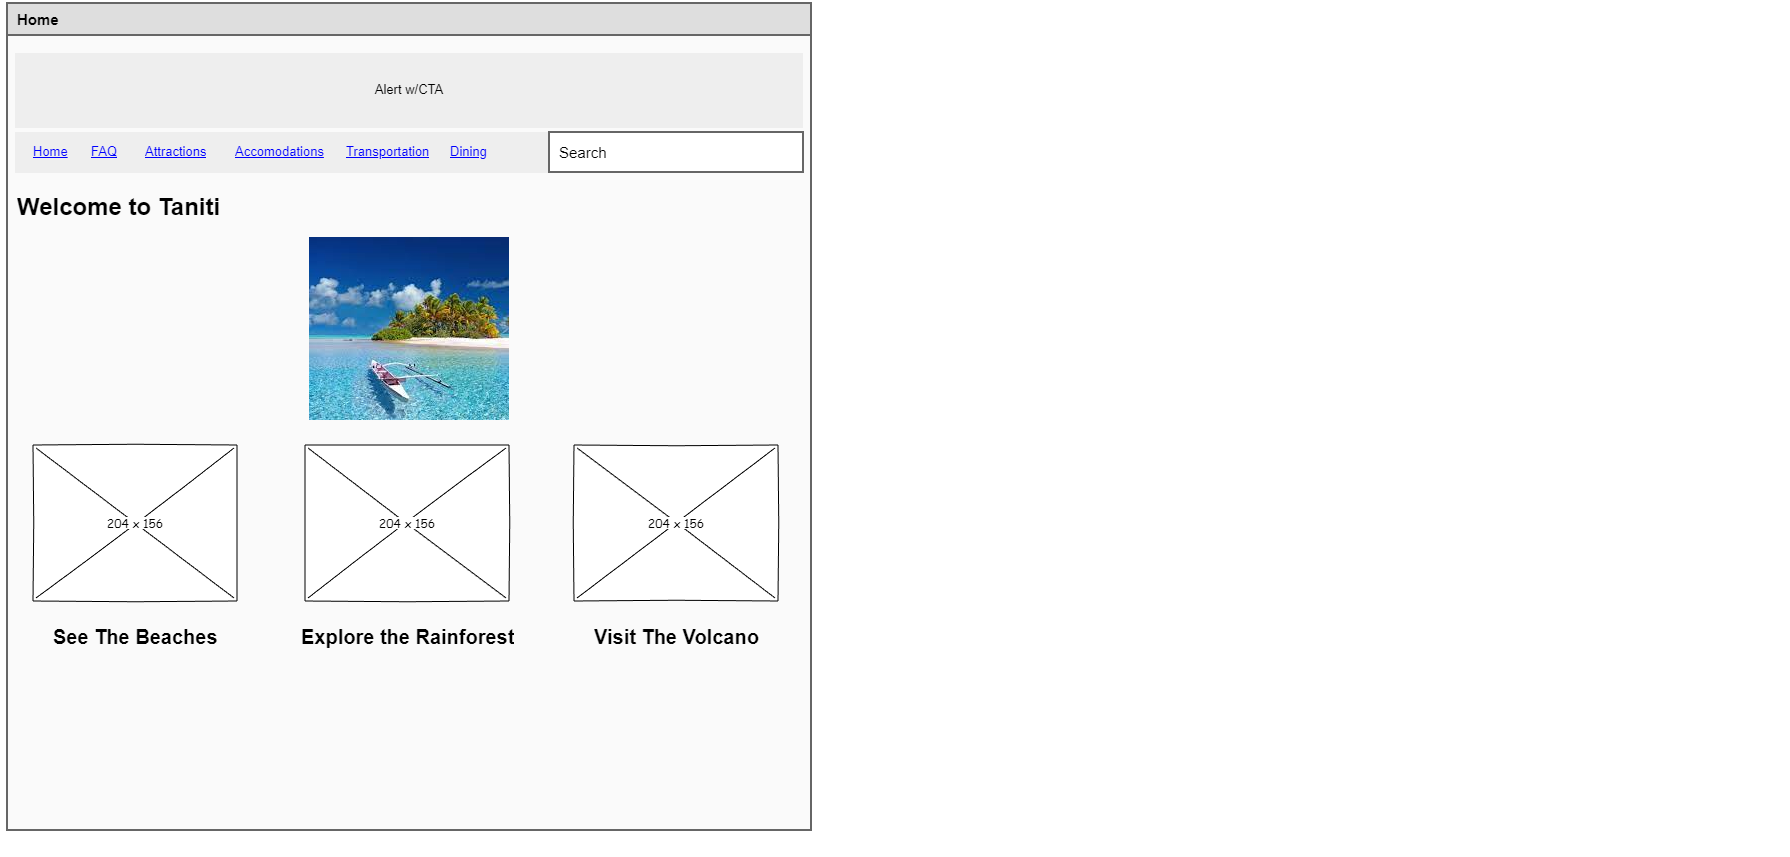 Home
Alert w/CTA
Home FAQ Attractions Accomodations Transportation Dining Search
Welcome to Taniti
204 x 156 204 x 156 204 x 156
See The Beaches Explore the Rainforest Visit The Volcano